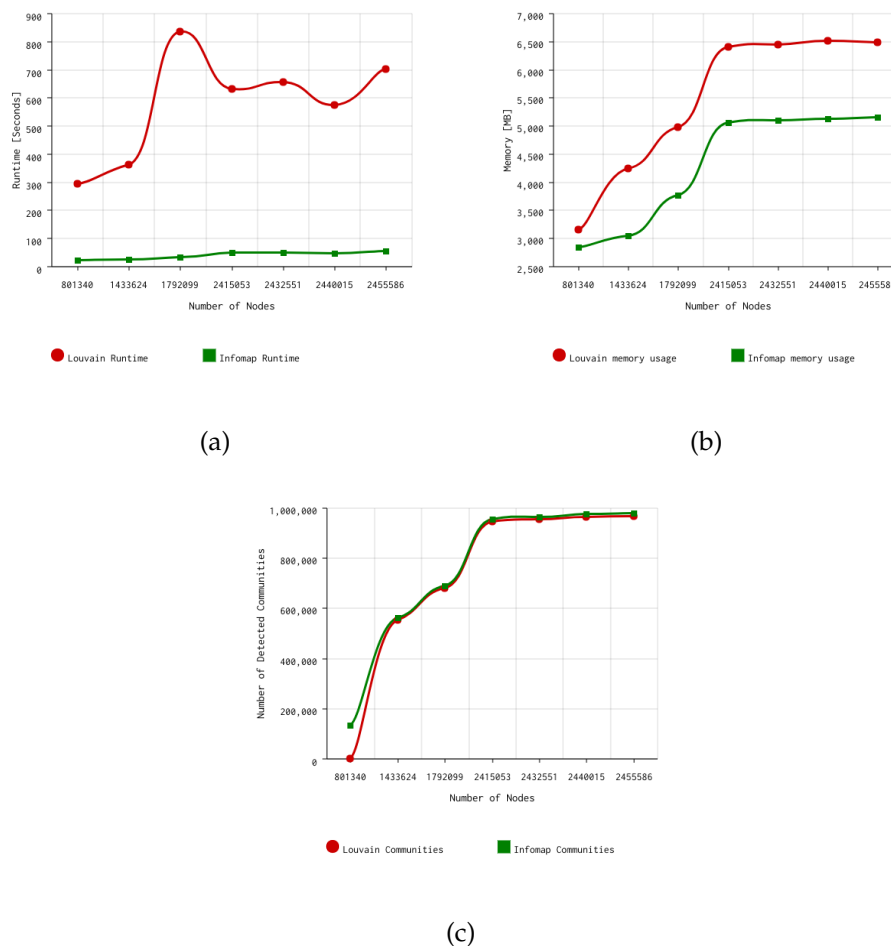 900
800
700
600
500
400
300
200
100
0
Runtime [Seconds]
801340 1433624 1792099 2415053 2432551 2440015 2455586
Number of Nodes
Louvain Runtime Infomap Runtime
(a)
7,000
6,500
6,000
5,500
5,000
4,500
4,000
3,500
3,000
2,500
Memory [MB]
801340 1433624 1792099 2415053 2432551 2440015 245558
Number of Nodes
Louvain memory usage Infomap memory usage
(b)
1,000,000
800,000
600,000
400,000
200,000
0
Number of Detected Communities
801340 1433624 1792099 2415053 2432551 2440015 2455586
Number of Nodes
Louvain Communities Infomap Communities
(c)